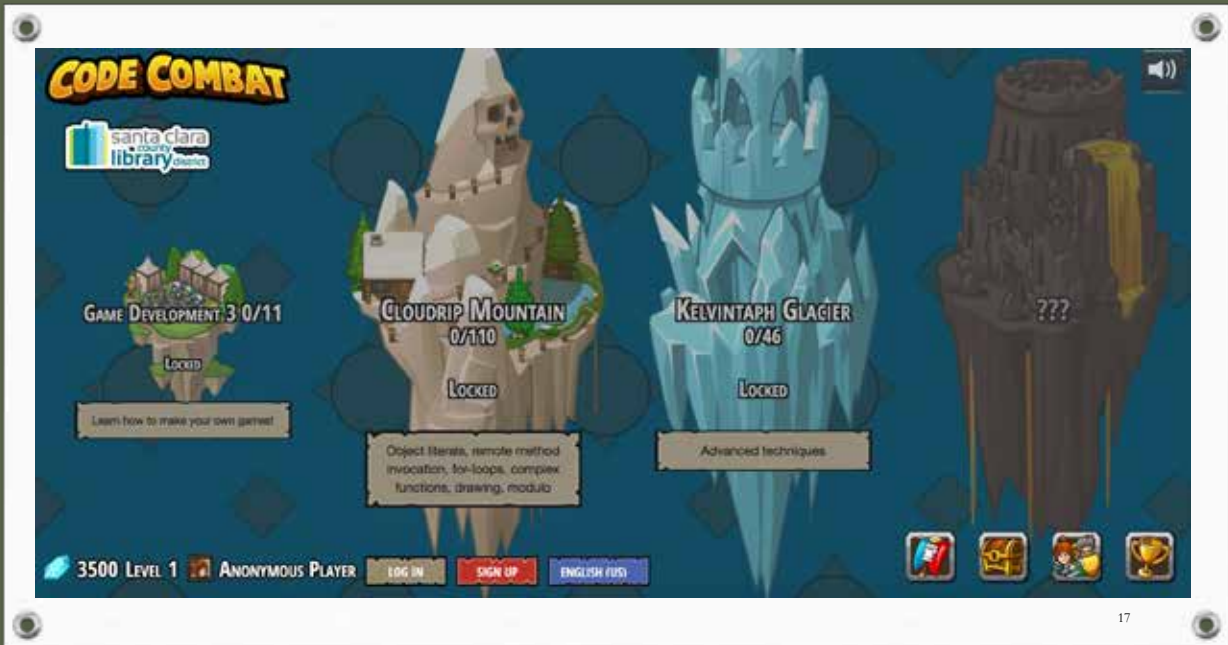 CODE COMBAT
santa clara
county
library district
GAME DEVELOPMENT 3 0/11
LOCKED
Learn how to make your own games!
CLOUDRIP MOUNTAIN
0/110
LOCKED
Object literals, remote method
invocation, for-loops, complex
functions, drawing, modulo
KELVINTAPH GLACIER
0/46
LOCKED
Advanced techniques
???
3500 LEVEL 1 ANONYMOUS PLAYER LOG IN SIGN UP ENGLISH (US)
17